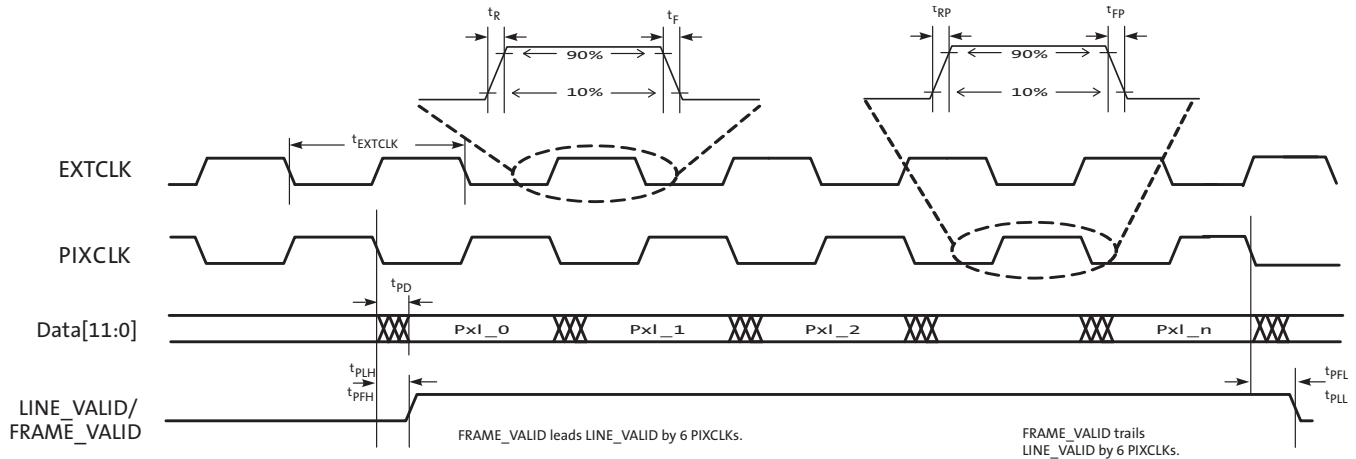 tR
tF
tRP
tFP
90%
90%
10%
10%
tEXTCLK
EXTCLK
PIXCLK
tPD
Data[11:0]
Pxl_0
Pxl_1
Pxl_2
Pxl_n
tPLH
tPFH
tPFL
tPLL
LINE_VALID/
FRAME_VALID
FRAME_VALID leads LINE_VALID by 6 PIXCLKs.
FRAME_VALID trails
LINE_VALID by 6 PIXCLKs.